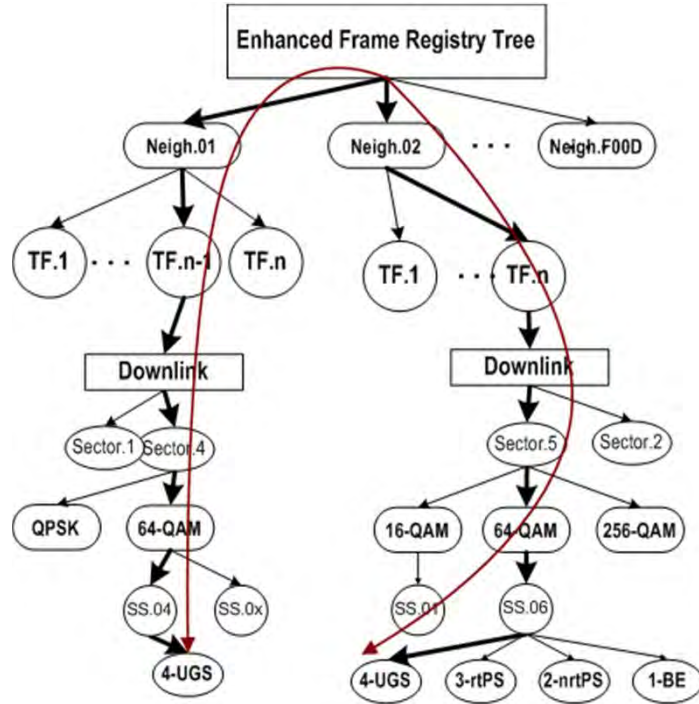 Enhanced Frame Registry Tree
Neigh.01
Neigh.02
. . .
Neigh.F00D
TF.1
. . .
TF.n-1
TF.n
TF.1
. . .
TF.n
Downlink
Downlink
Sector.1
Sector.4
Sector.5
Sector.2
QPSK
64-QAM
16-QAM
64-QAM
256-QAM
SS.04
SS.0x
SS.01
SS.06
4-UGS
4-UGS
3-rtPS
2-nrtPS
1-BE